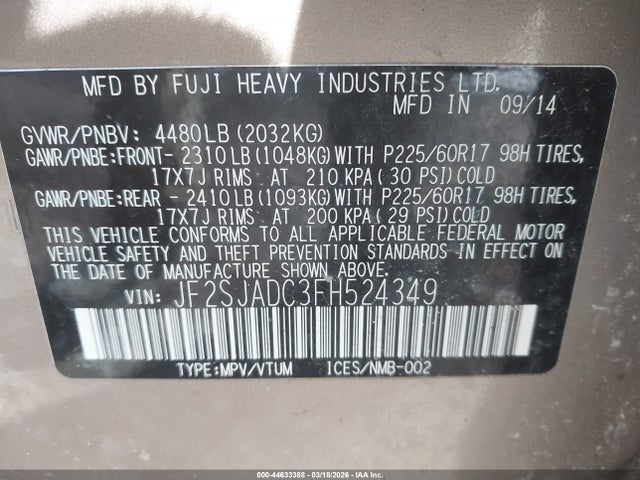 MFD BY FUJI HEAVY INDUSTRIES LTD.
MFD IN 09/14
GVWR/PNBV: 4480LB (2032KG)
GAWR/PNBE:FRONT- 2310 LB (1048KG) WITH P225/60R17 98H TIRES,
17X7J RIMS AT 210 KPA ( 30 PSI) COLD
GAWR/PNBE:REAR - 2410 LB (1093KG) WITH P225/60R17 98H TIRES,
17X7J RIMS AT 200 KPA ( 29 PSI) COLD
THIS VEHICLE CONFORMS TO ALL APPLICABLE FEDERAL MOTOR
VEHICLE SAFETY AND THEFT PREVENTION STANDARDS IN EFFECT ON
THE DATE OF MANUFACTURE SHOWN ABOVE.
VIN: JF2SJADC3FH524349
TYPE:MPV/VTUM ICES/NMB-002
000-44633388 - 03/18/2026 - IAA Inc.